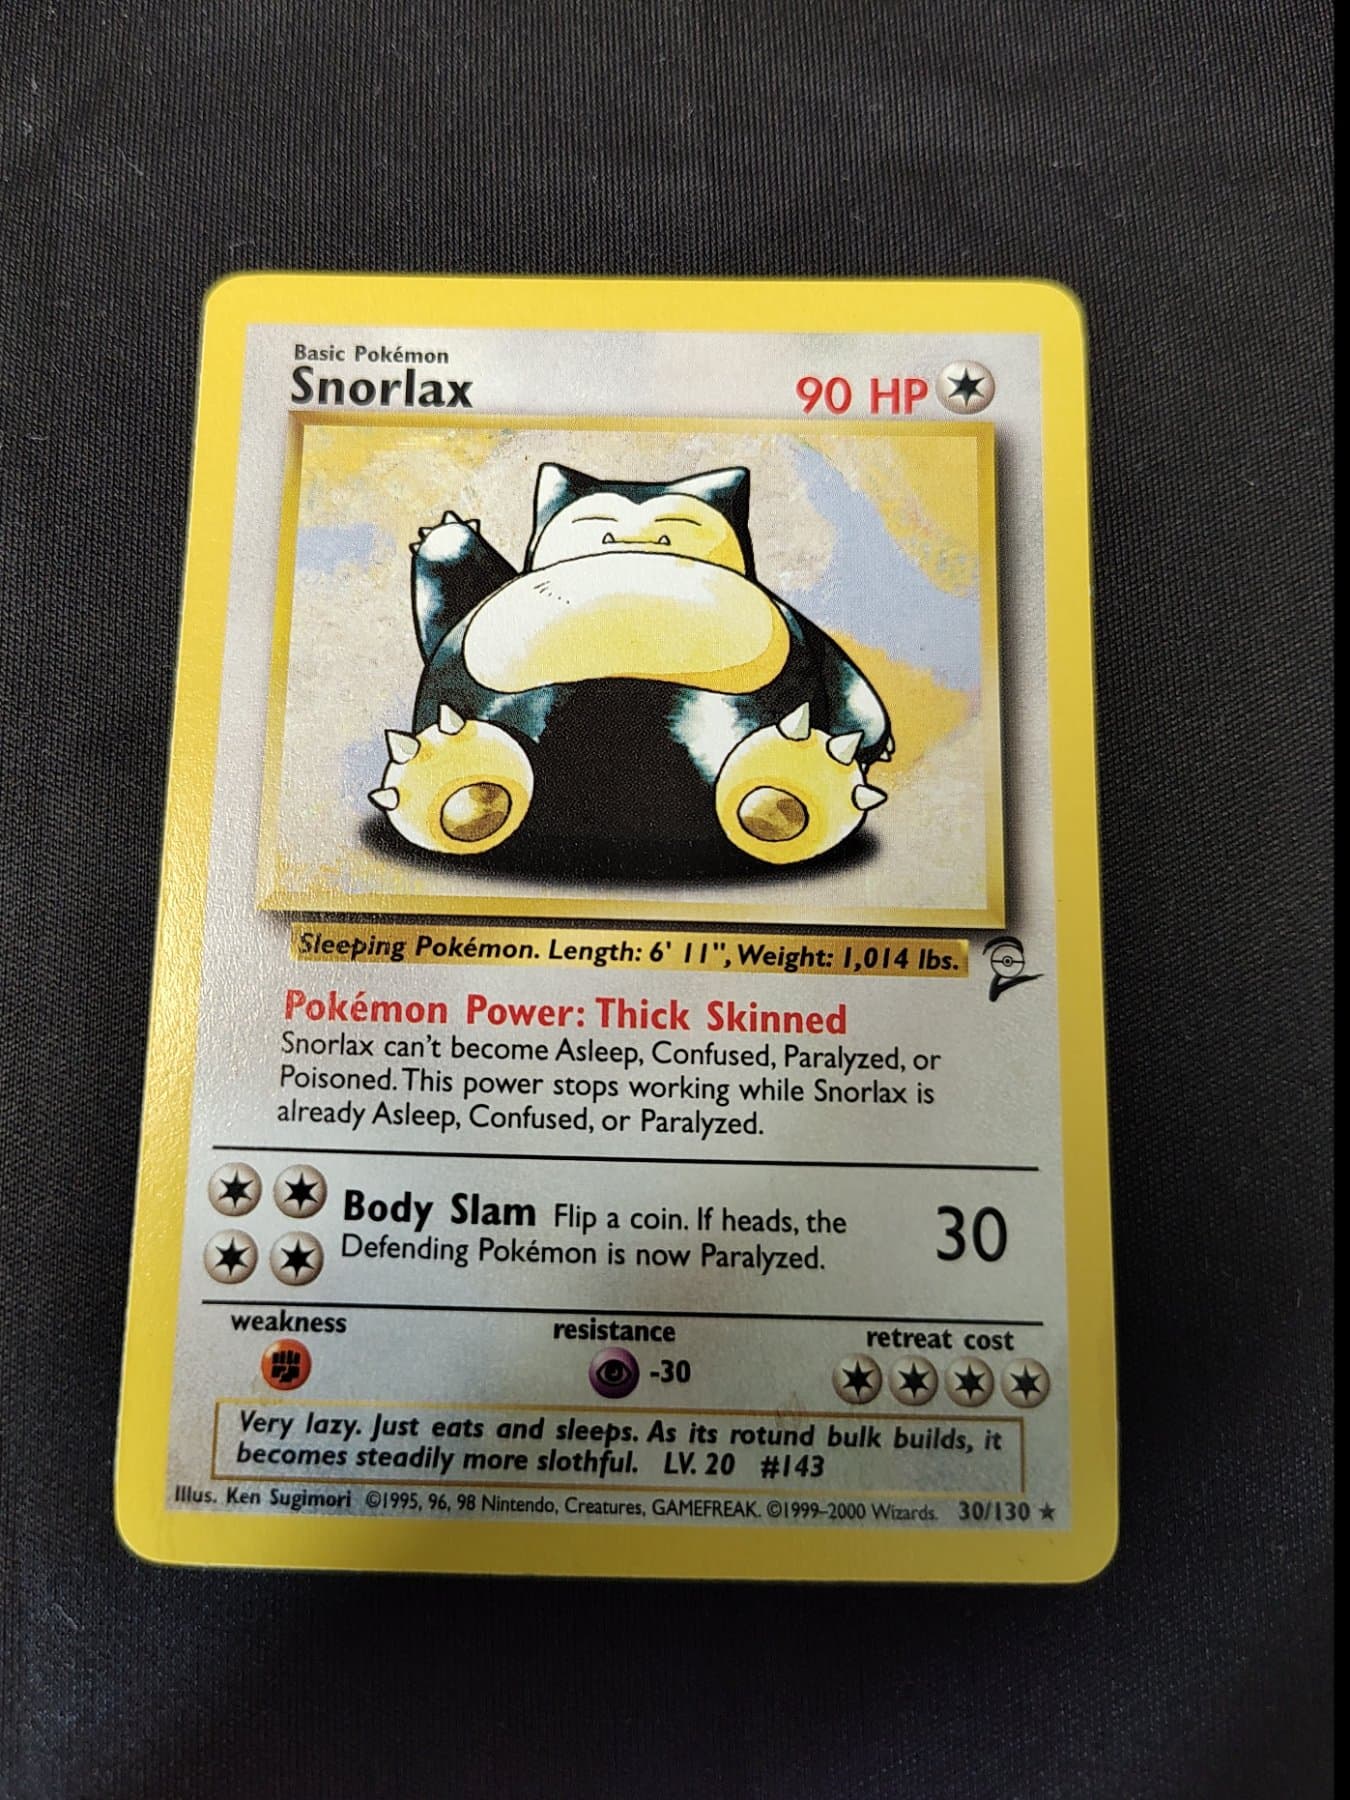 Basic Pokémon
Snorlax 90 HP
Sleeping Pokémon. Length: 6' 11", Weight: 1,014 lbs.
Pokémon Power: Thick Skinned
Snorlax can't become Asleep, Confused, Paralyzed, or
Poisoned. This power stops working while Snorlax is
already Asleep, Confused, or Paralyzed.
Body Slam Flip a coin. If heads, the 30
Defending Pokémon is now Paralyzed.
weakness resistance retreat cost
-30
Very lazy. Just eats and sleeps. As its rotund bulk builds, it
becomes steadily more slothful. LV. 20 #143
Illus. Ken Sugimori ©1995, 96, 98 Nintendo, Creatures, GAMEFREAK. ©1999–2000 Wizards. 30/130 ★